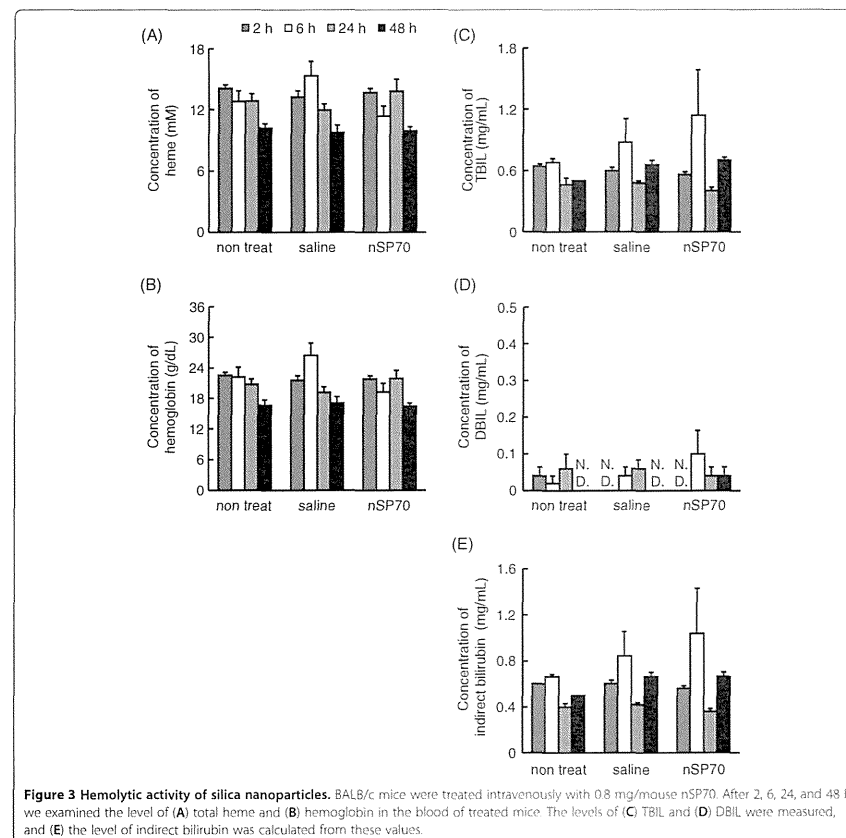 (A)
2 h 6 h 24 h 48 h
Concentration of
heme (mM)
18
12
6
0
non treat saline nSP70
(B)
Concentration of
hemoglobin (g/dL)
36
30
24
18
12
6
0
non treat saline nSP70
(C)
Concentration of
TBIL (mg/mL)
1.8
1.2
0.6
0
non treat saline nSP70
(D)
Concentration of
DBIL (mg/mL)
0.5
0.4
0.3
0.2
0.1
0
N. N. N. N.
D. D. D. D.
non treat saline nSP70
(E)
Concentration of
indirect bilirubin (mg/mL)
1.6
1.2
0.8
0.4
0
non treat saline nSP70
Figure 3 Hemolytic activity of silica nanoparticles. BALB/c mice were treated intravenously with 0.8 mg/mouse nSP70. After 2, 6, 24, and 48 h
we examined the level of (A) total heme and (B) hemoglobin in the blood of treated mice. The levels of (C) TBIL and (D) DBIL were measured,
and (E) the level of indirect bilirubin was calculated from these values.